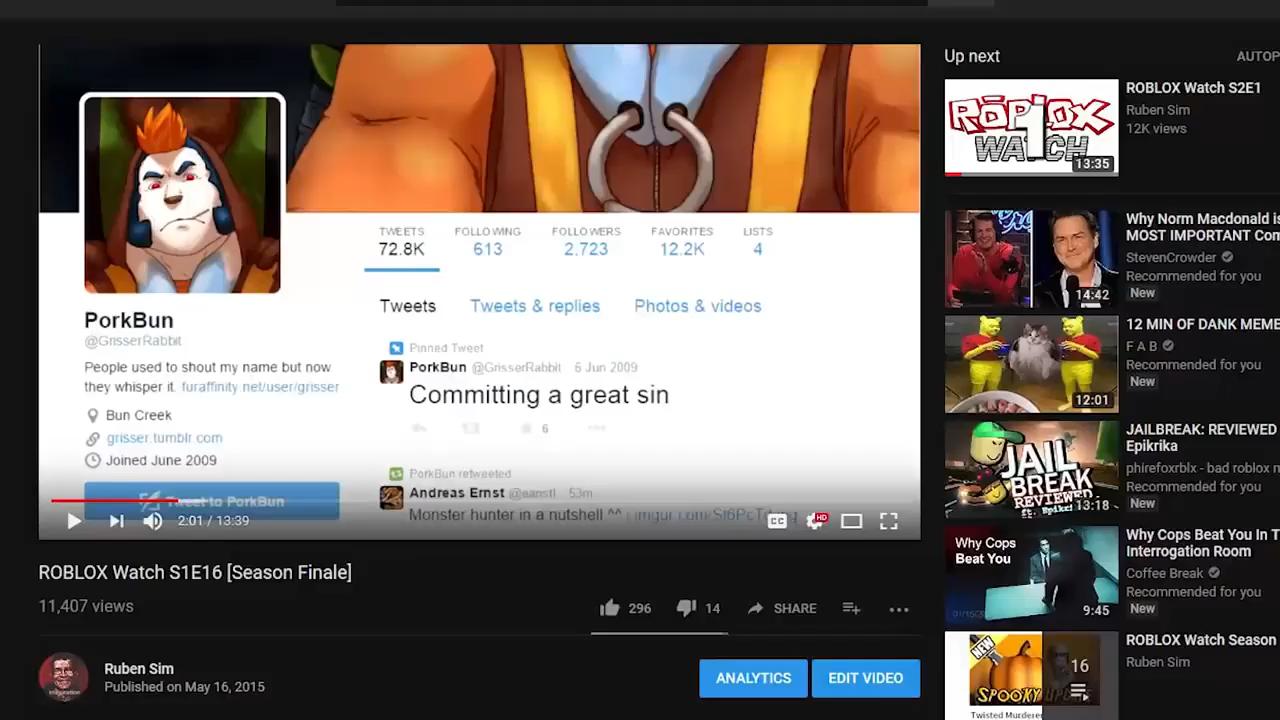 TWEETS FOLLOWING FOLLOWERS FAVORITES LISTS
72.8K 613 2,723 12.2K 4
PorkBun
@GrisserRabbit
People used to shout my name but now
they whisper it. furaffinity.net/user/grisser
Bun Creek
grisser.tumblr.com
Joined June 2009
Tweet to PorkBun
Tweets Tweets & replies Photos & videos
Pinned Tweet
PorkBun @GrisserRabbit 6 Jun 2009
Committing a great sin
6
PorkBun retweeted
Andreas Ernst @eanstl 53m
Monster hunter in a nutshell ^^
2:01 / 13:39
CC
HD
ROBLOX Watch S1E16 [Season Finale]
11,407 views
296 14 SHARE
Ruben Sim
Published on May 16, 2015
ANALYTICS EDIT VIDEO
Up next AUTOP
ROBLOX
1
WATCH
13:35
ROBLOX Watch S2E1
Ruben Sim
12K views
14:42
Why Norm Macdonald is
MOST IMPORTANT Com
StevenCrowder
Recommended for you
New
12:01
12 MIN OF DANK MEME
F A B
Recommended for you
New
JAIL
BREAK
REVIEWED
13:18
JAILBREAK: REVIEWED
Epikrika
phirefoxrblx - bad roblox m
Recommended for you
New
Why Cops
Beat You
9:45
Why Cops Beat You In T
Interrogation Room
Coffee Break
Recommended for you
New
NEW
SPOOKY
Twisted Murderer
16
ROBLOX Watch Season
Ruben Sim